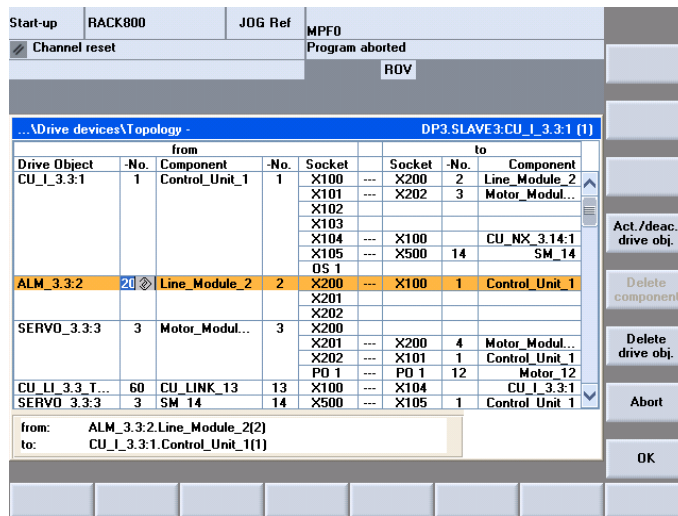 Start-up RACK800 JOG Ref MPF0
Channel reset Program aborted
ROV
...\Drive devices\Topology - DP3.SLAVE3:CU_I_3.3:1 (1)
from to
Drive Object -No. Component -No. Socket Socket -No. Component
CU_I_3.3:1 1 Control_Unit_1 1 X100 --- X200 2 Line_Module_2
X101 --- X202 3 Motor_Modul...
X102
X103
X104 --- X100 CU_NX_3.14:1
X105 --- X500 14 SM_14
OS 1
ALM_3.3:2 20 Line_Module_2 2 X200 --- X100 1 Control_Unit_1
X201
X202
SERVO_3.3:3 3 Motor_Modul... 3 X200
X201 --- X200 4 Motor_Modul...
X202 --- X101 1 Control_Unit_1
PO 1 --- PO 1 12 Motor_12
CU_LI_3.3_T... 60 CU_LINK_13 13 X100 --- X104 CU_I_3.3:1
SERVO_3.3:3 3 SM_14 14 X500 --- X105 1 Control_Unit_1
from: ALM_3.3:2.Line_Module_2(2)
to: CU_I_3.3:1.Control_Unit_1(1)
Act./deac.
drive obj.
Delete
component
Delete
drive obj.
Abort
OK